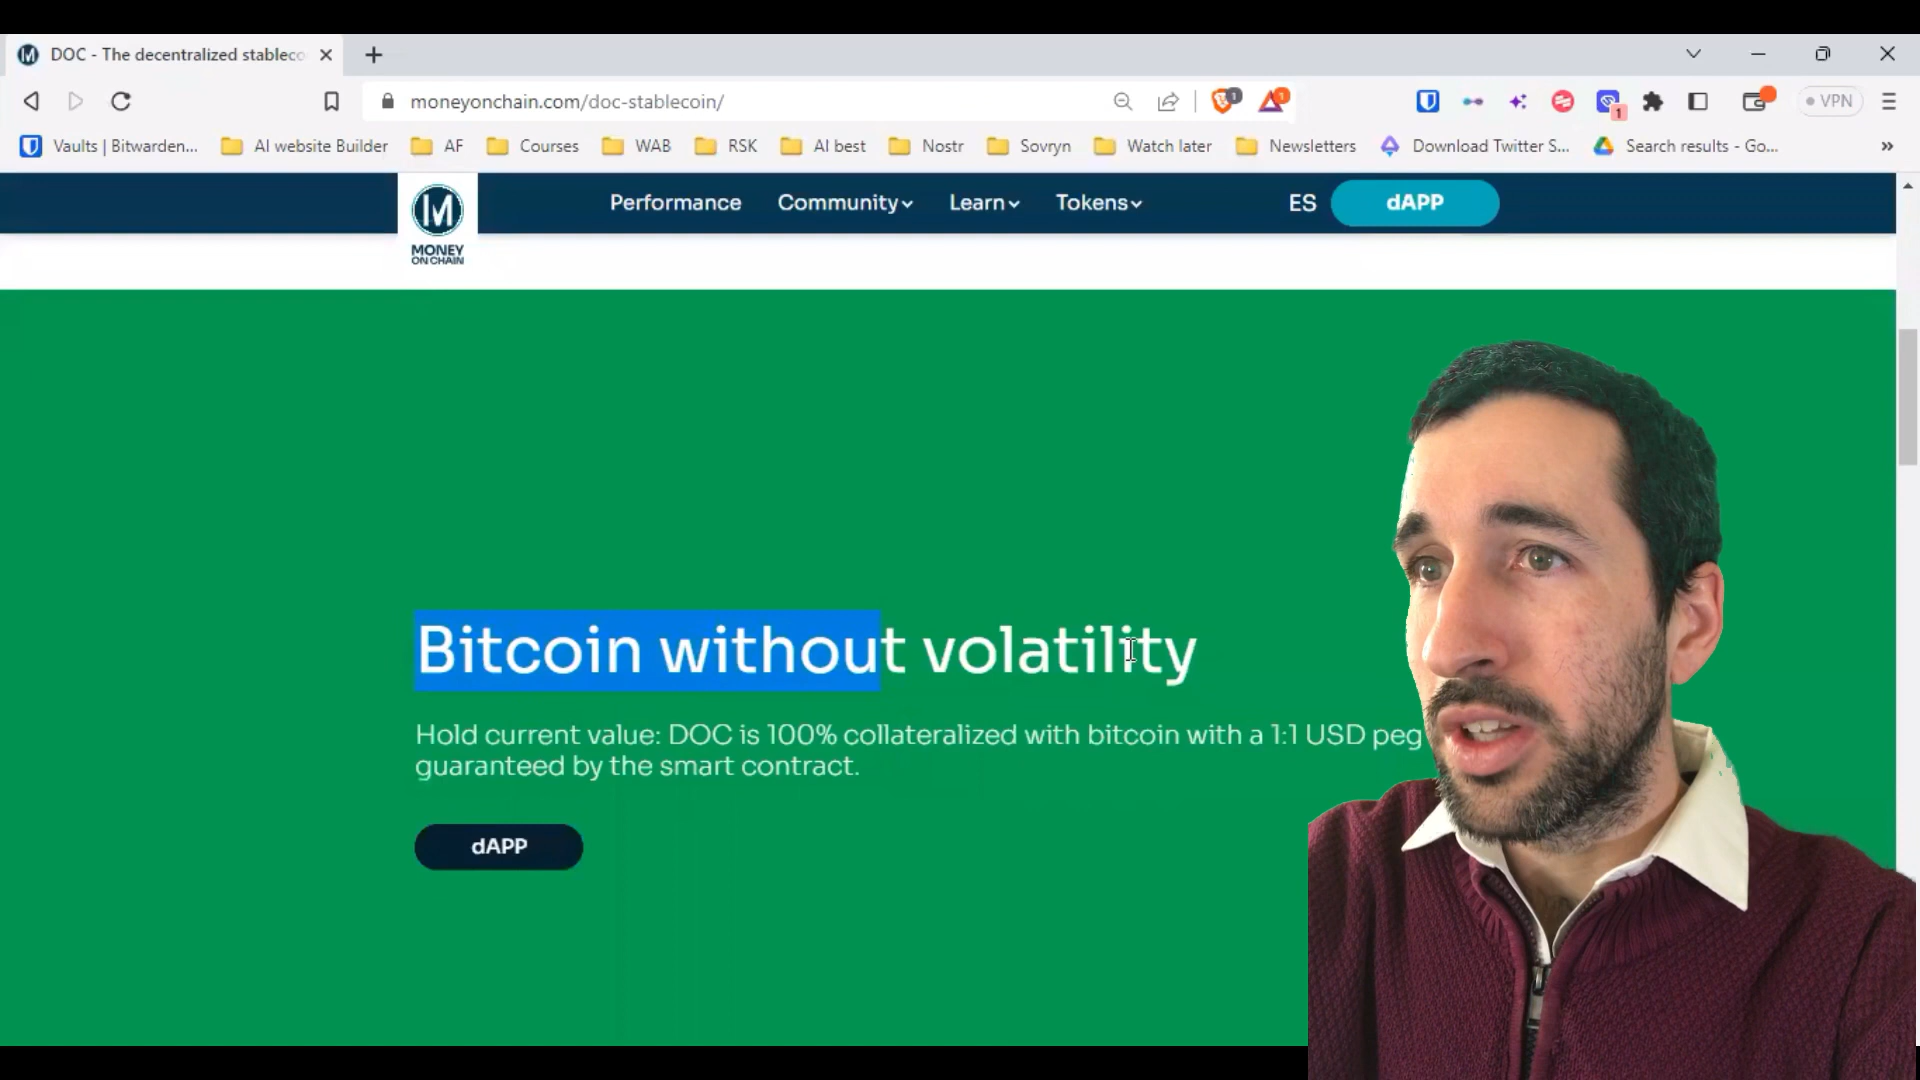 DOC - The decentralized stableco
moneyonchain.com/doc-stablecoin/
1
1
1
VPN
Vaults | Bitwarden...
AI website Builder
AF
Courses
WAB
RSK
AI best
Nostr
Sovryn
Watch later
Newsletters
Download Twitter S...
Search results - Go...
»
M
MONEY
ON CHAIN
Performance
Community
Learn
Tokens
ES
dAPP
Bitcoin without volatility
Hold current value: DOC is 100% collateralized with bitcoin with a 1:1 USD peg
guaranteed by the smart contract.
dAPP